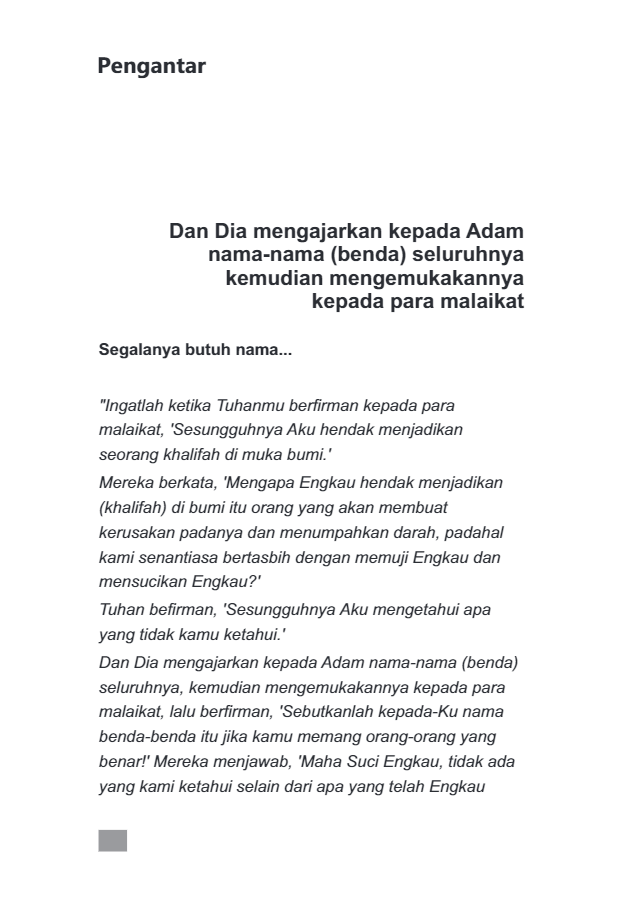 Pengantar
Dan Dia mengajarkan kepada Adam
nama-nama (benda) seluruhnya
kemudian mengemukakannya
kepada para malaikat
Segalanya butuh nama...
"Ingatlah ketika Tuhanmu berfirman kepada para
malaikat, 'Sesungguhnya Aku hendak menjadikan
seorang khalifah di muka bumi.'
Mereka berkata, 'Mengapa Engkau hendak menjadikan
(khalifah) di bumi itu orang yang akan membuat
kerusakan padanya dan menumpahkan darah, padahal
kami senantiasa bertasbih dengan memuji Engkau dan
mensucikan Engkau?'
Tuhan befirman, 'Sesungguhnya Aku mengetahui apa
yang tidak kamu ketahui.'
Dan Dia mengajarkan kepada Adam nama-nama (benda)
seluruhnya, kemudian mengemukakannya kepada para
malaikat, lalu berfirman, 'Sebutkanlah kepada-Ku nama
benda-benda itu jika kamu memang orang-orang yang
benar!' Mereka menjawab, 'Maha Suci Engkau, tidak ada
yang kami ketahui selain dari apa yang telah Engkau